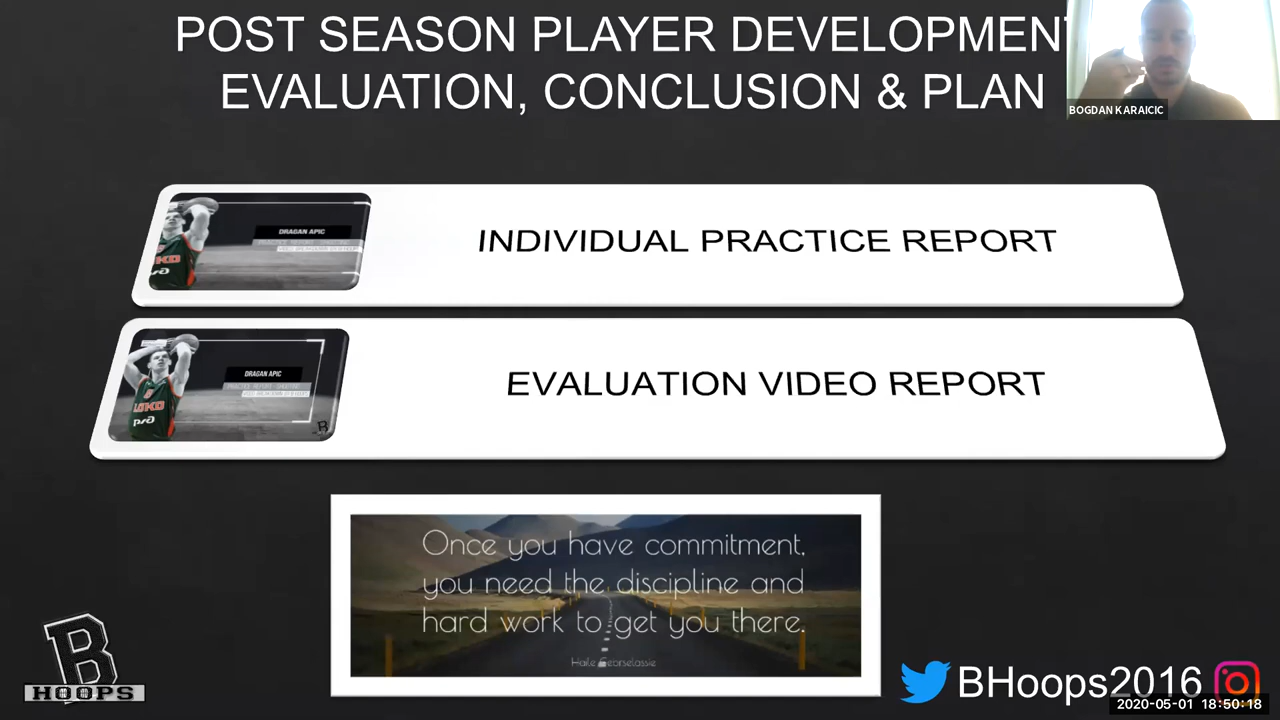 POST SEASON PLAYER DEVELOPMENT
EVALUATION, CONCLUSION & PLAN
BOGDAN KARAICIC
DRAGAN APIC
INDIVIDUAL PRACTICE REPORT
DRAGAN APIC
EVALUATION VIDEO REPORT
Once you have commitment,
you need the discipline and
hard work to get you there.
Haile
B
HOOPS
BHoops2016
2020-05-01 18:50:18